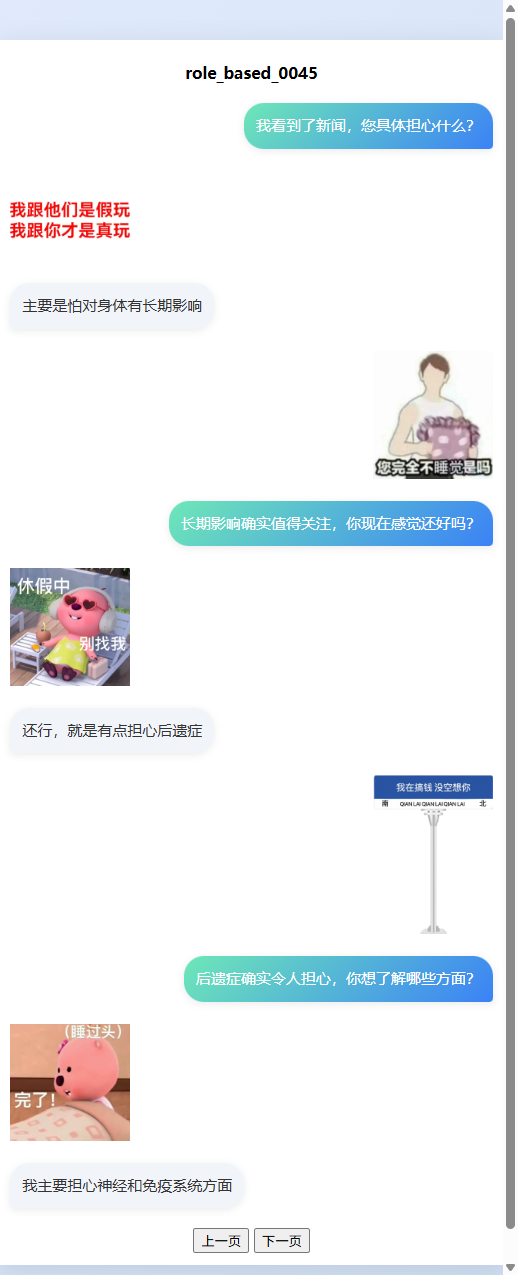 role_based_0045
我看到了新闻，您具体担心什么？
我跟他们是假玩
我跟你才是真玩
主要是怕对身体有长期影响
您完全不睡觉是吗
长期影响确实值得关注，你现在感觉还好吗？
休假中
别找我
还行，就是有点担心后遗症
我在搞钱 没空想你
南 QIAN LAI QIAN LAI QIAN LAI 北
后遗症确实令人担心，你想了解哪些方面？
（睡过头）
完了！
我主要担心神经和免疫系统方面
上一页 下一页